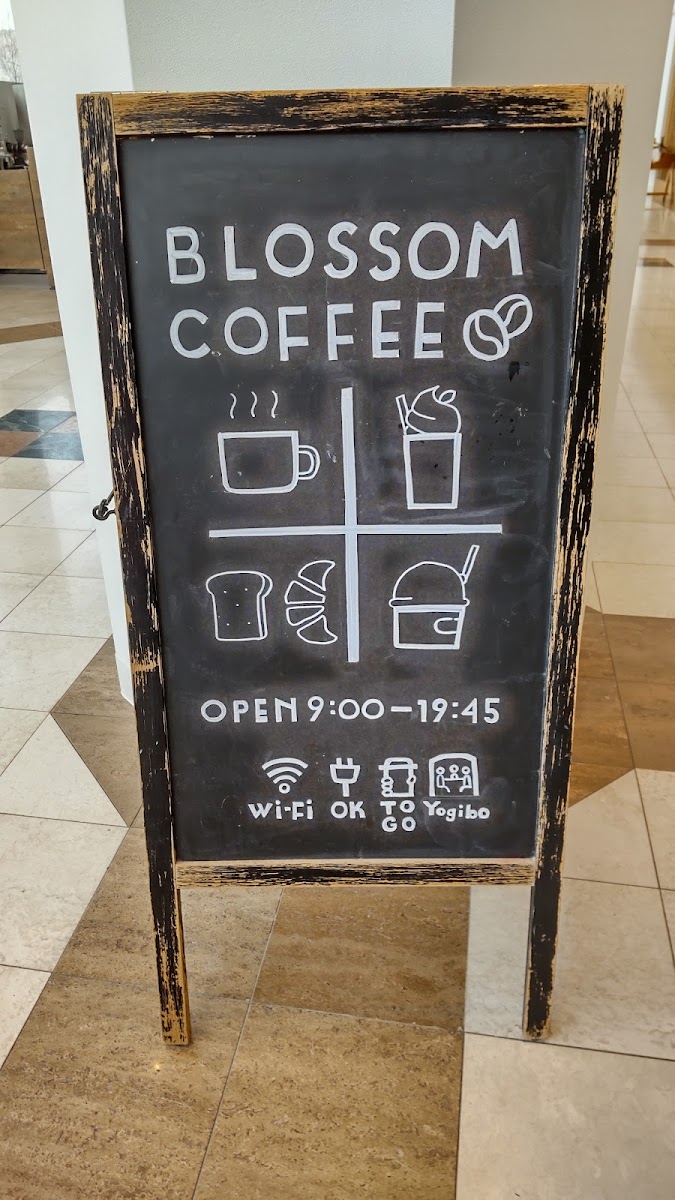 BLOSSOM
COFFEE
OPEN 9:00-19:45
Wi-Fi OK TO GO Yogibo